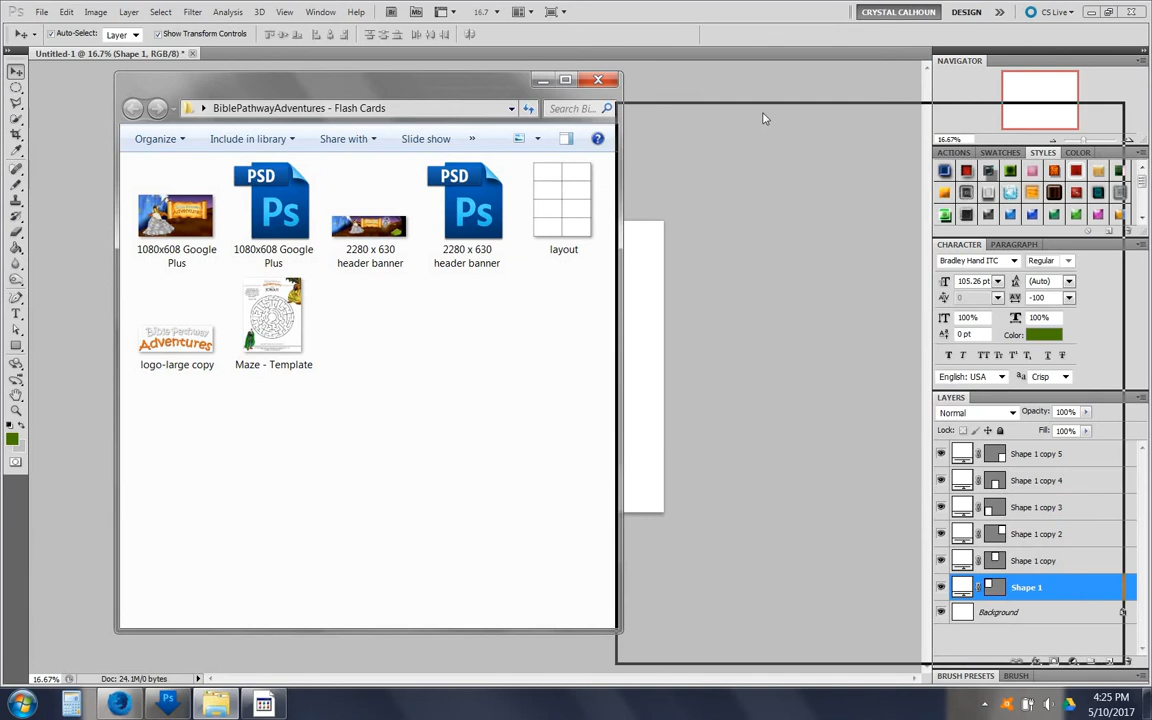 Ps File Edit Image Layer Select Filter Analysis 3D View Window Help Br Mb 16.7 CRYSTAL CALHOUN DESIGN CS Live
Auto-Select: Layer Show Transform Controls
Untitled-1 @ 16.7% (Shape 1, RGB/8) *
BiblePathwayAdventures - Flash Cards
Search Bi...
Organize Include in library Share with Slide show »
1080x608 Google Plus
1080x608 Google Plus
2280 x 630 header banner
2280 x 630 header banner
layout
PSD
Ps
PSD
Ps
logo-large copy
Maze - Template
Bible Pathway
Adventures
NAVIGATOR
16.67%
ACTIONS SWATCHES STYLES COLOR
CHARACTER PARAGRAPH
Bradley Hand ITC Regular
105.26 pt (Auto)
0 -100
100% 100%
0 pt Color:
English: USA Crisp
LAYERS
Normal Opacity: 100%
Lock: Fill: 100%
Shape 1 copy 5
Shape 1 copy 4
Shape 1 copy 3
Shape 1 copy 2
Shape 1 copy
Shape 1
Background
BRUSH PRESETS BRUSH
16.67% Doc: 24.1M/0 bytes
4:25 PM
5/10/2017